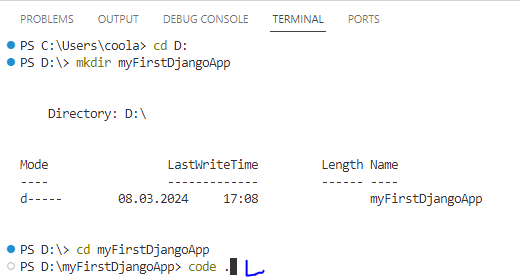 PROBLEMS OUTPUT DEBUG CONSOLE TERMINAL PORTS
PS C:\Users\coola> cd D:
PS D:\> mkdir myFirstDjangoApp
Directory: D:\
Mode LastWriteTime Length Name
---- ------------- ------ ----
d----- 08.03.2024 17:08 myFirstDjangoApp
PS D:\> cd myFirstDjangoApp
PS D:\myFirstDjangoApp> code .